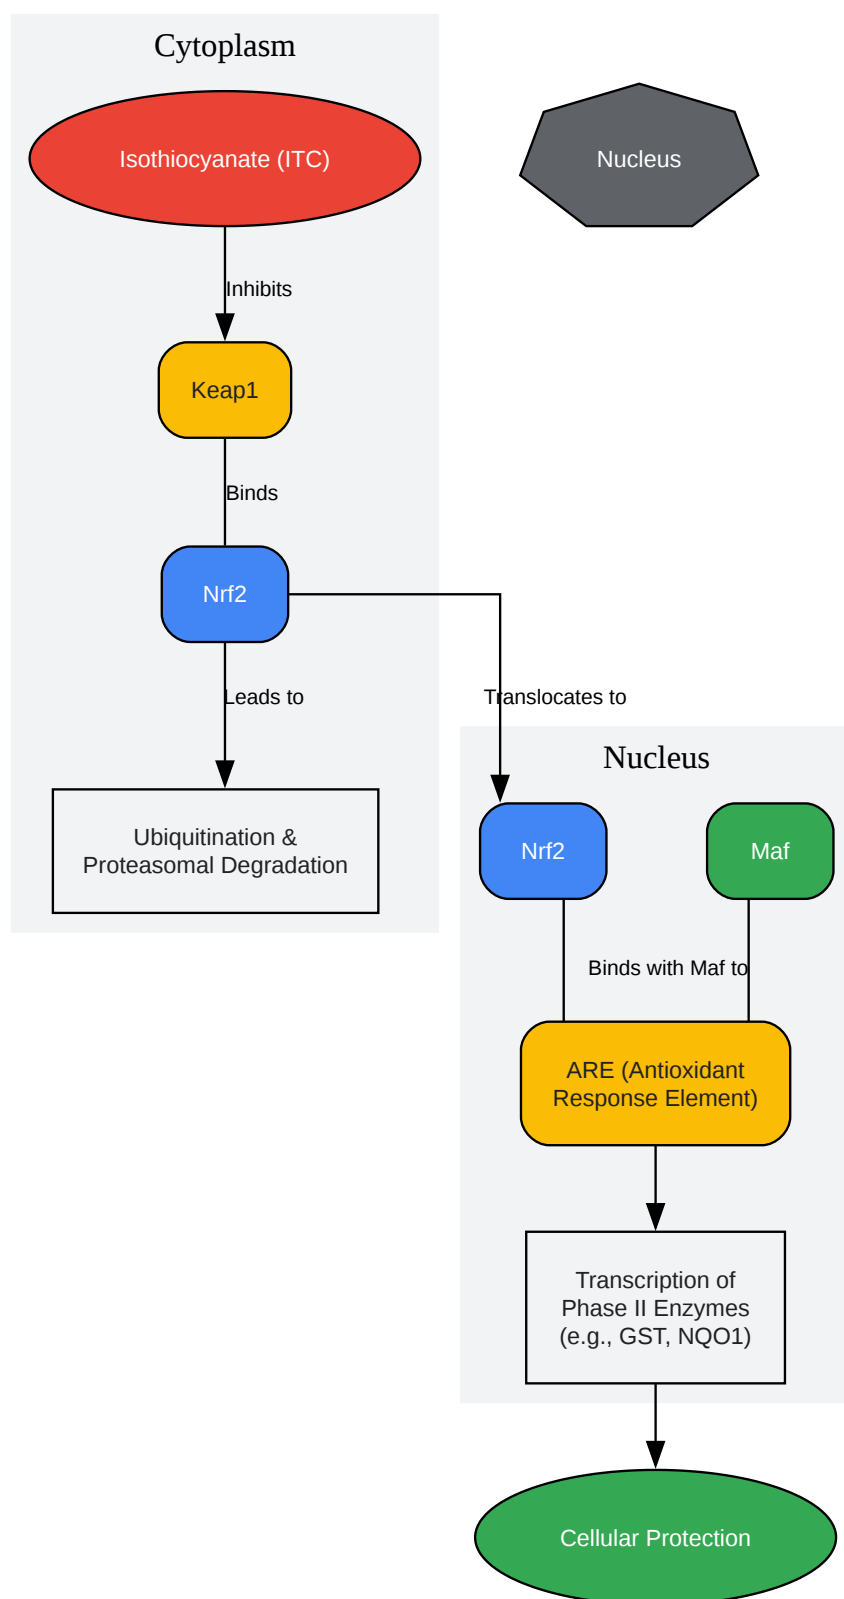 Cytoplasm
Isothiocyanate (ITC)
Nucleus
Inhibits
Keap1
Binds
Nrf2
Leads to
Translocates to
Ubiquitination &
Proteasomal Degradation
Nucleus
Nrf2
Maf
Binds with Maf to
ARE (Antioxidant
Response Element)
Transcription of
Phase II Enzymes
(e.g., GST, NQO1)
Cellular Protection